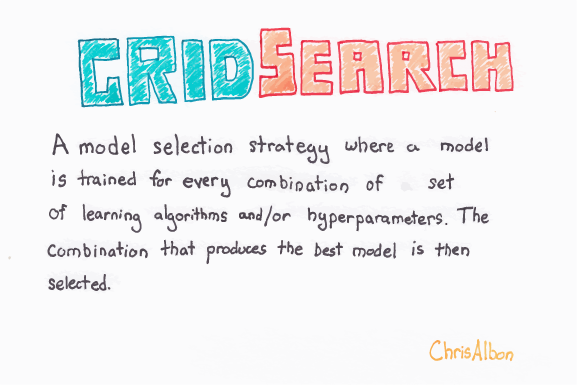 GRIDSEARCH
A model selection strategy where a model
is trained for every combination of a set
of learning algorithms and/or hyperparameters. The
combination that produces the best model is then
selected.
ChrisAlbon